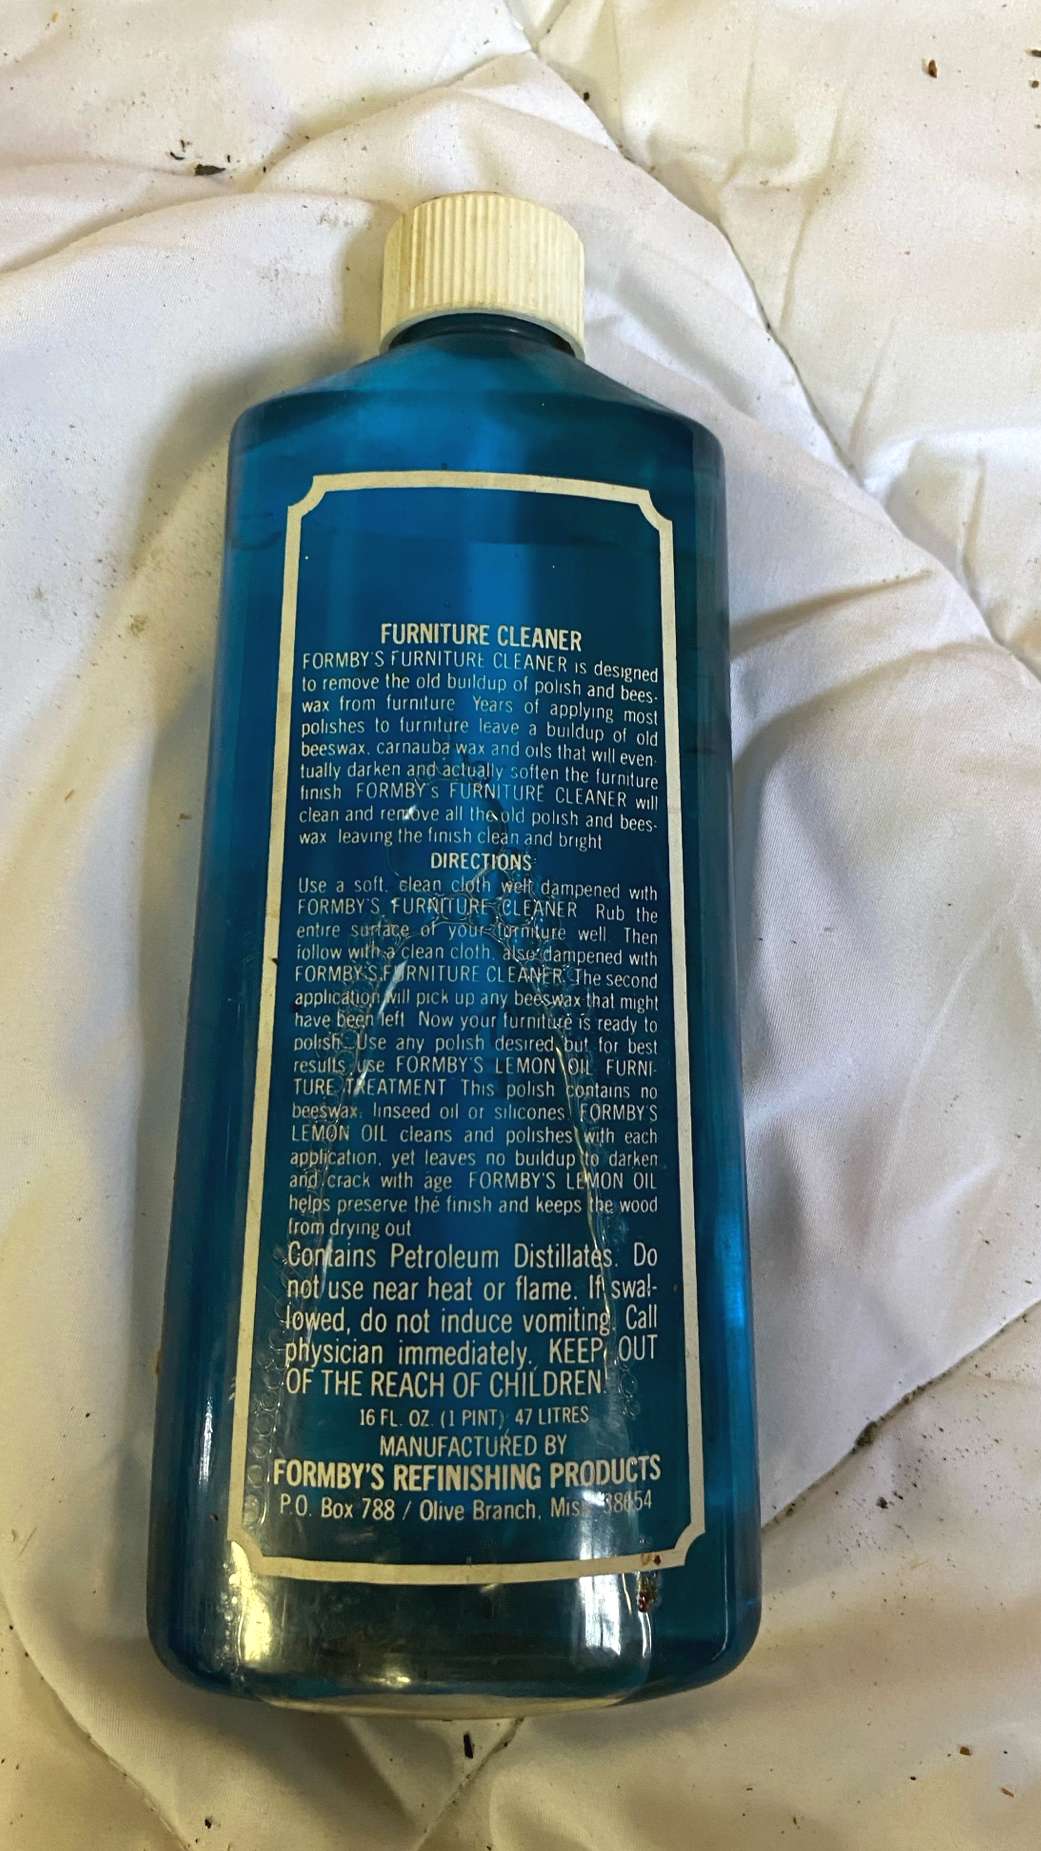 FURNITURE CLEANER
FORMBY'S FURNITURE CLEANER is designed
to remove the old buildup of polish and bees-
wax from furniture Years of applying most
polishes to furniture leave a buildup of old
beeswax, carnauba wax and oils that will even-
tually darken and actually soften the furniture
finish FORMBY's FURNITURE CLEANER will
clean and remove all the old polish and bees-
wax leaving the finish clean and bright
DIRECTIONS
Use a soft, clean cloth well dampened with
FORMBY'S FURNITURE CLEANER Rub the
entire surface of your furniture well Then
follow with a clean cloth, also dampened with
FORMBY'S FURNITURE CLEANER. The second
application will pick up any beeswax that might
have been left Now your furniture is ready to
polish. Use any polish desired, but for best
results use FORMBY'S LEMON OIL FURNI-
TURE TREATMENT This polish contains no
beeswax, linseed oil or silicones FORMBY'S
LEMON OIL cleans and polishes with each
application, yet leaves no buildup to darken
and crack with age FORMBY'S LEMON OIL
helps preserve the finish and keeps the wood
from drying out
Contains Petroleum Distillates. Do
not use near heat or flame. If swal-
lowed, do not induce vomiting. Call
physician immediately. KEEP OUT
OF THE REACH OF CHILDREN.
16 FL. OZ. (1 PINT) 47 LITRES
MANUFACTURED BY
FORMBY'S REFINISHING PRODUCTS
P.O. Box 788 / Olive Branch, Miss. 38654